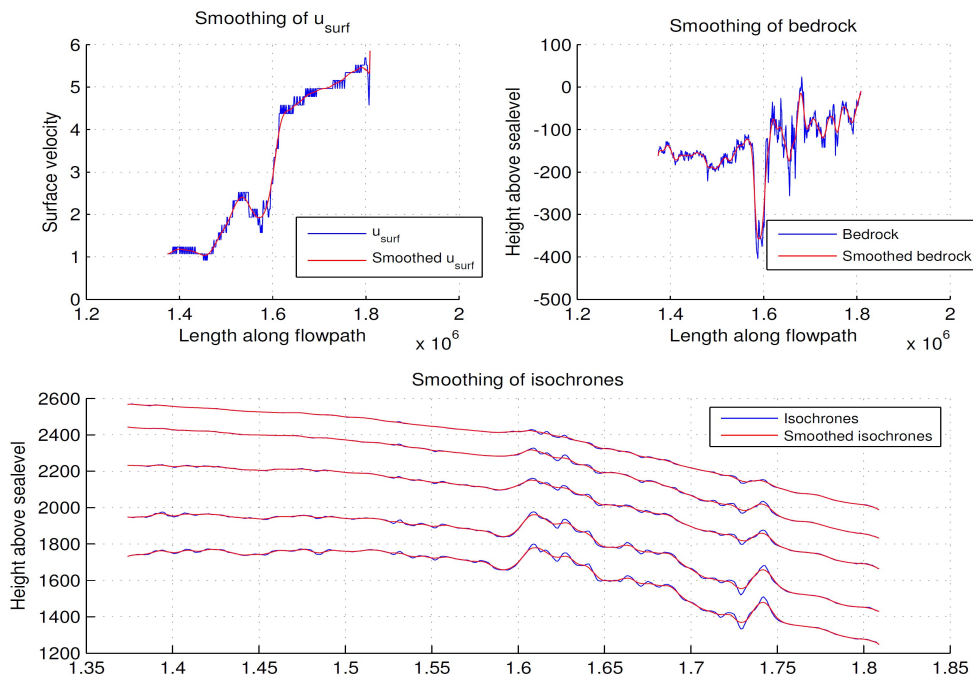 Smoothing of u_surf
6
5
4
3
2
1
0
Surface velocity
u_surf
Smoothed u_surf
1.2
1.4
1.6
1.8
2
Length along flowpath
x 10^6
Smoothing of bedrock
100
0
-100
-200
-300
-400
-500
Height above sealevel
Bedrock
Smoothed bedrock
1.2
1.4
1.6
1.8
2
Length along flowpath
x 10^6
Smoothing of isochrones
2600
2400
2200
2000
1800
1600
1400
1200
Height above sealevel
Isochrones
Smoothed isochrones
1.35
1.4
1.45
1.5
1.55
1.6
1.65
1.7
1.75
1.8
1.85